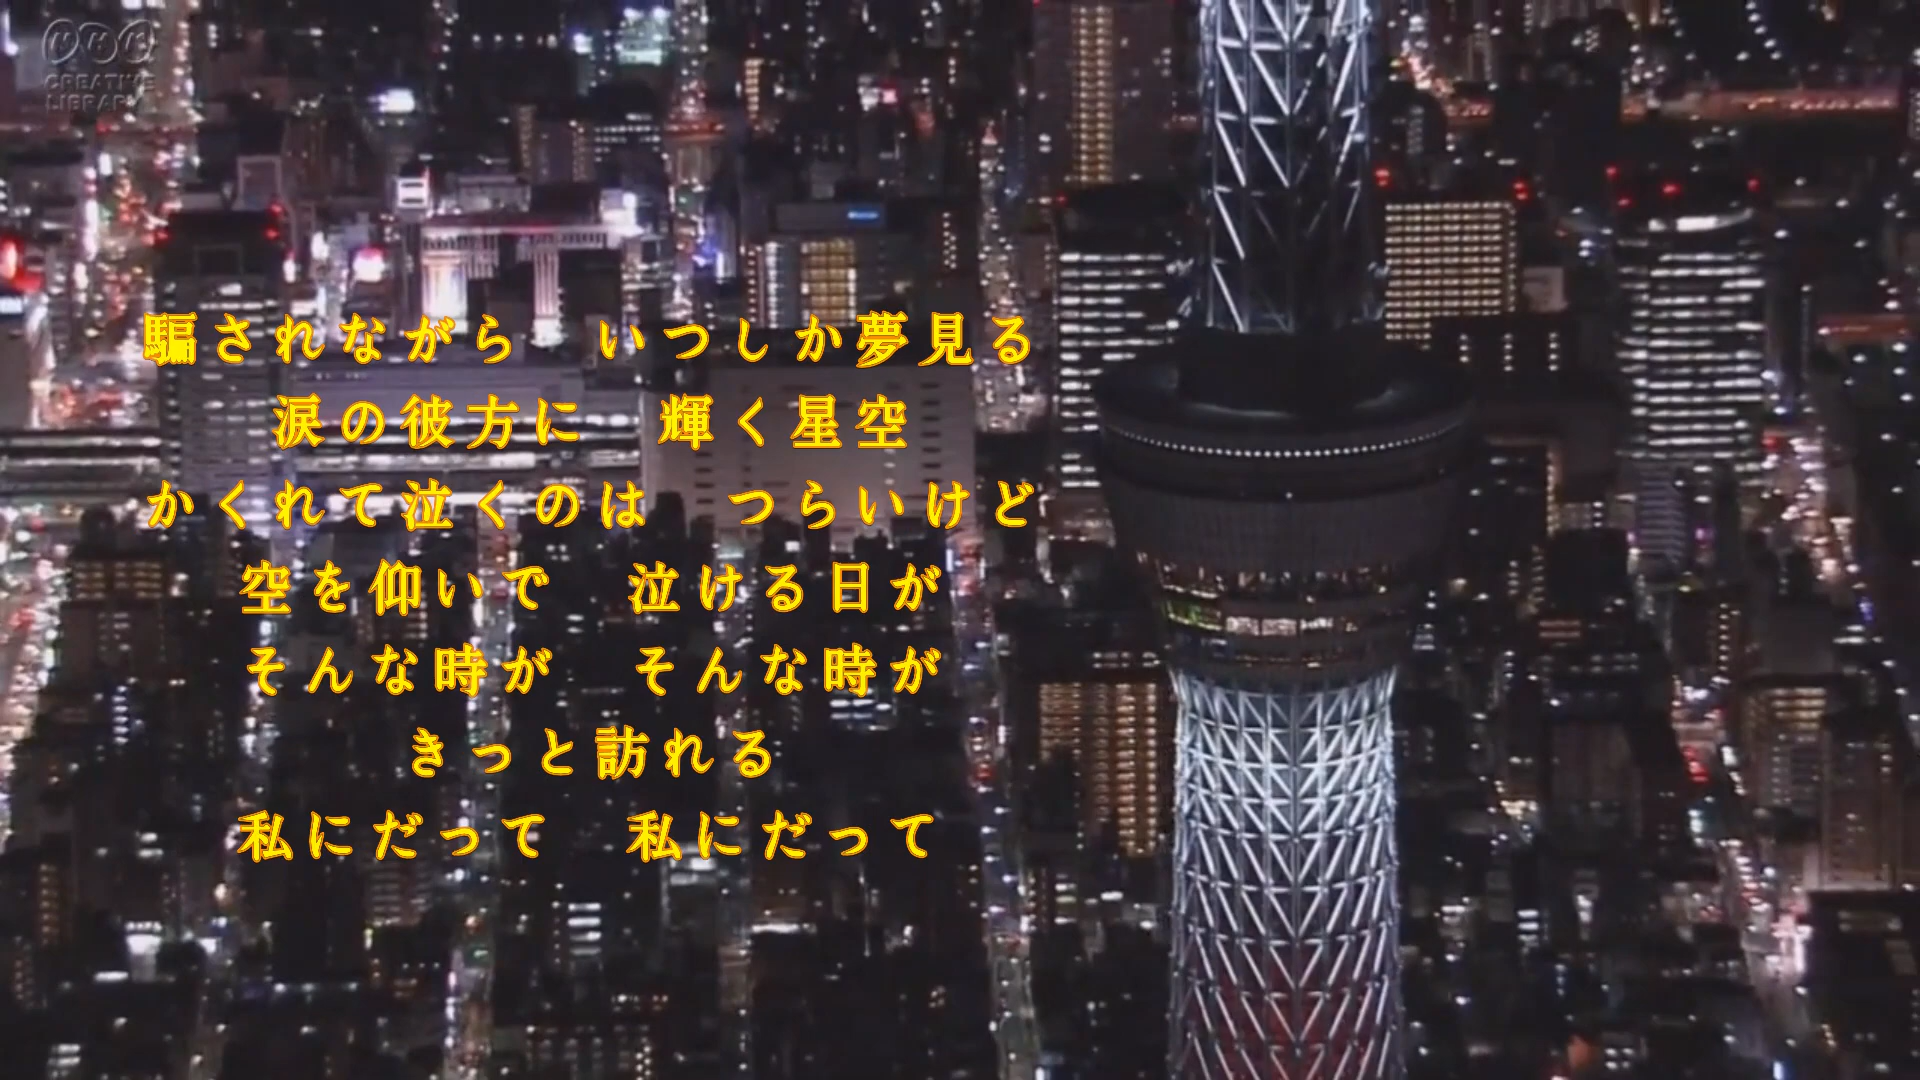 NHK
CREATIVE
LIBRARY
騙されながら　いつしか夢見る
涙の彼方に　輝く星空
かくれて泣くのは　つらいけど
空を仰いで　泣ける日が
そんな時が　そんな時が
きっと訪れる
私にだって　私にだって